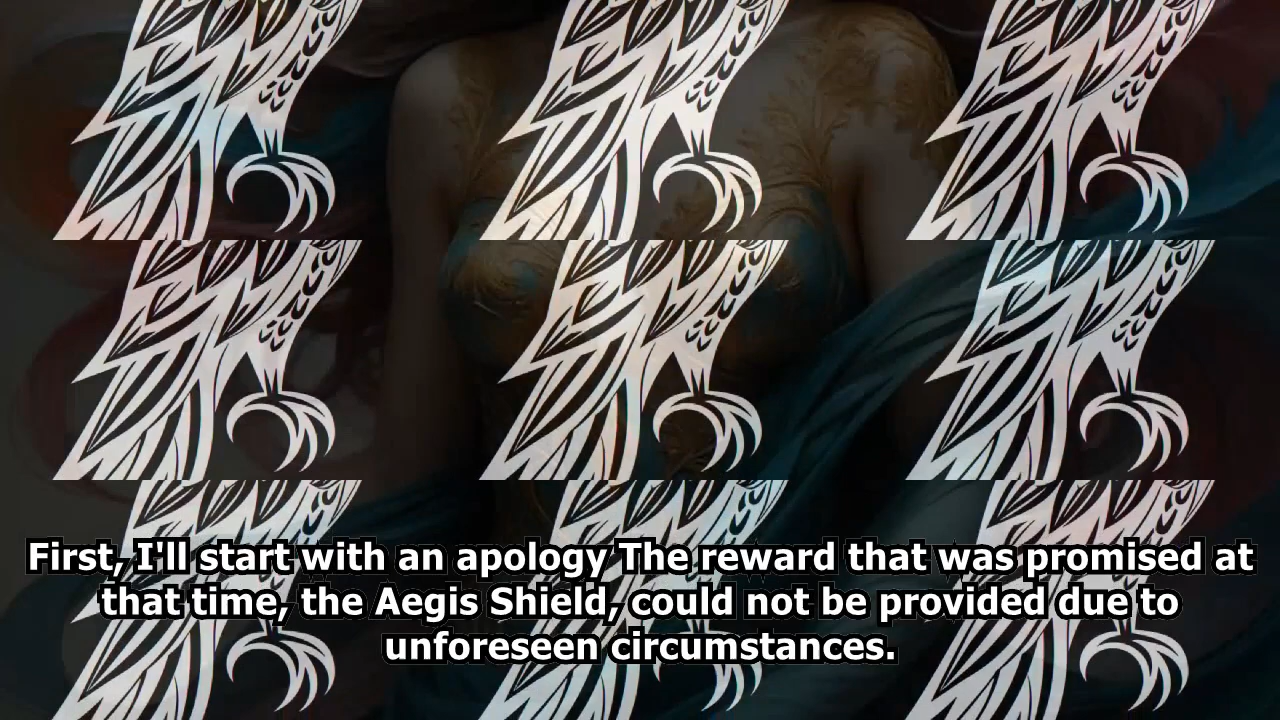 First, I'll start with an apology The reward that was promised at
that time, the Aegis Shield, could not be provided due to
unforeseen circumstances.